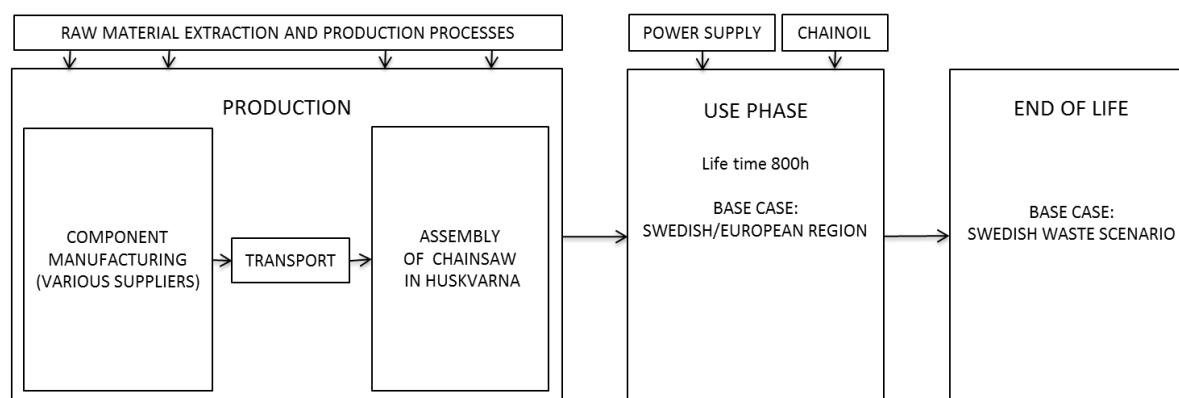 RAW MATERIAL EXTRACTION AND PRODUCTION PROCESSES
POWER SUPPLY
CHAINOIL
PRODUCTION
COMPONENT
MANUFACTURING
(VARIOUS SUPPLIERS)
TRANSPORT
ASSEMBLY
OF CHAINSAW
IN HUSKVARNA
USE PHASE
Life time 800h
BASE CASE:
SWEDISH/EUROPEAN REGION
END OF LIFE
BASE CASE:
SWEDISH WASTE SCENARIO